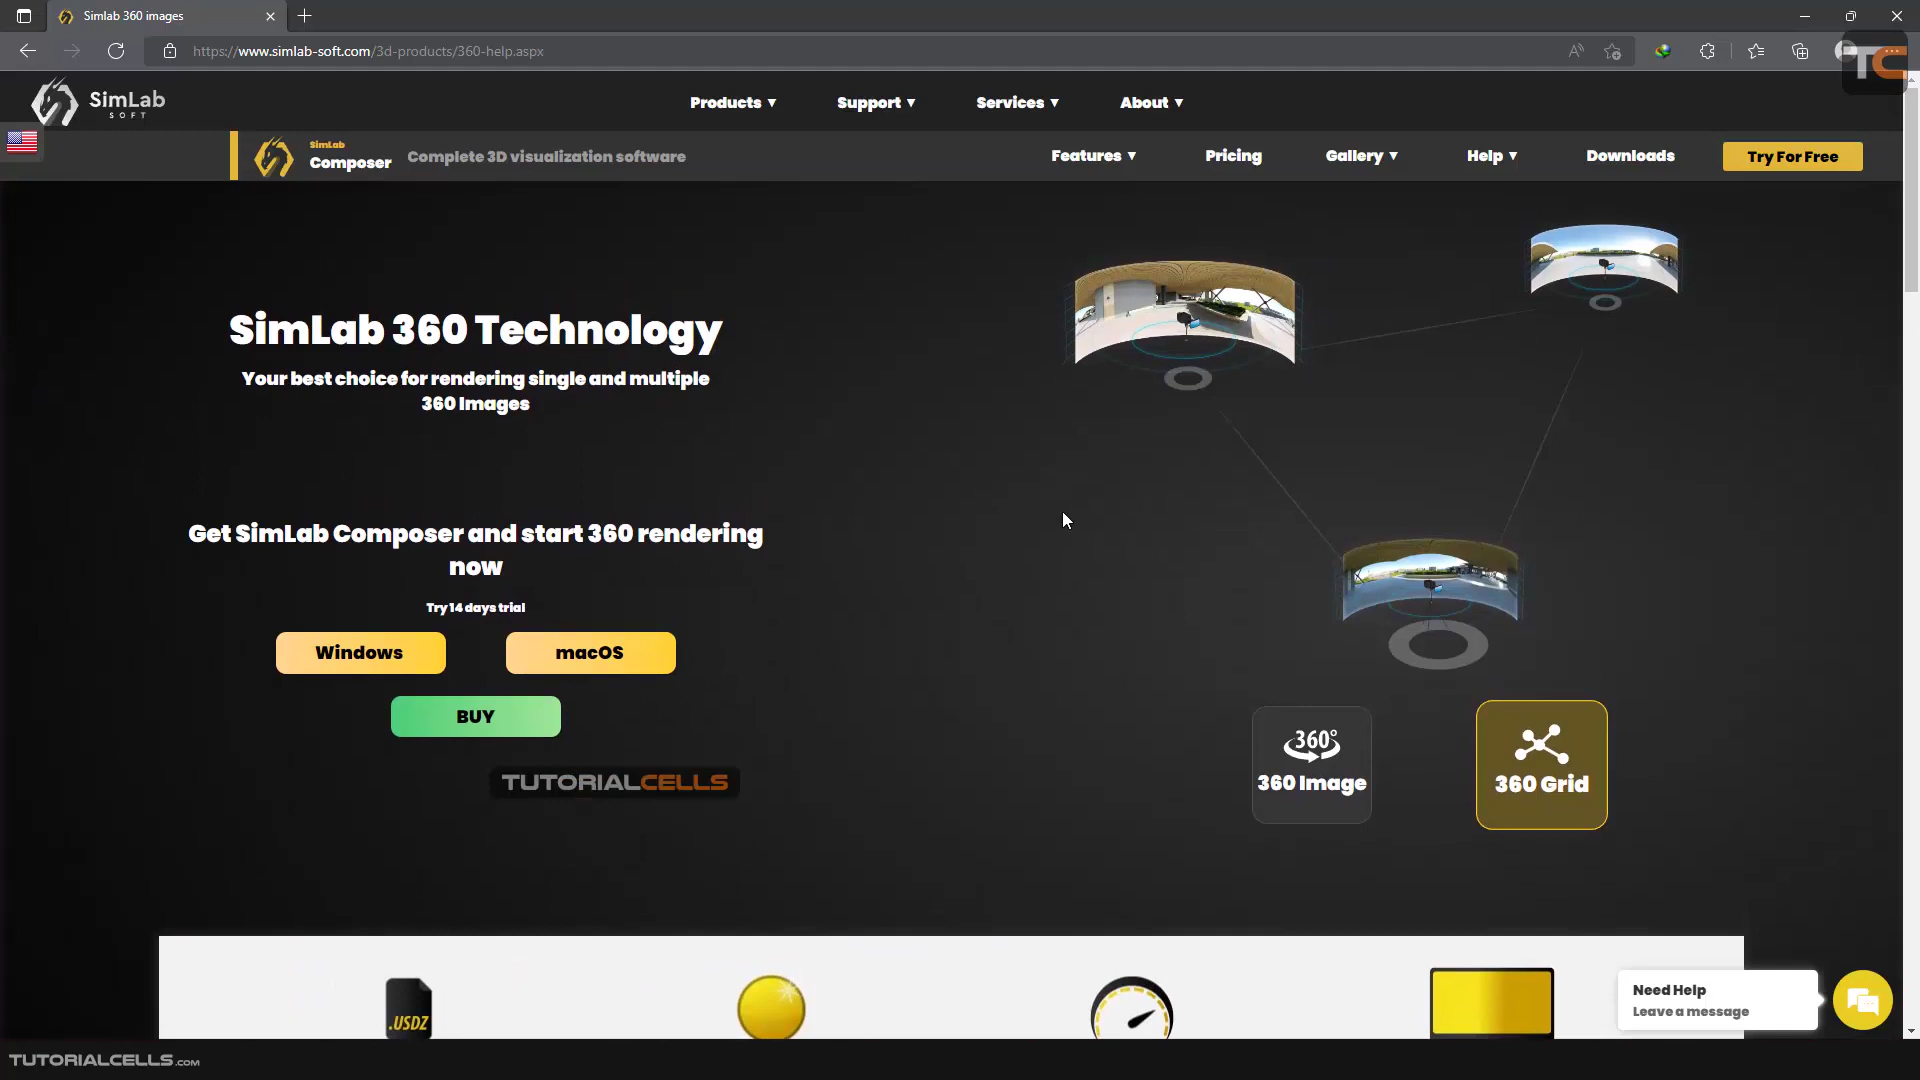 Simlab 360 images
https://www.simlab-soft.com/3d-products/360-help.aspx
TC
SimLab
SOFT
Products ▼
Support ▼
Services ▼
About ▼
SimLab
Composer
Complete 3D visualization software
Features ▼
Pricing
Gallery ▼
Help ▼
Downloads
Try For Free
SimLab 360 Technology
Your best choice for rendering single and multiple
360 Images
Get SimLab Composer and start 360 rendering
now
Try 14 days trial
Windows
macOS
BUY
TUTORIALCELLS
360°
360 Image
360 Grid
.USDZ
Need Help
Leave a message
TUTORIALCELLS.COM